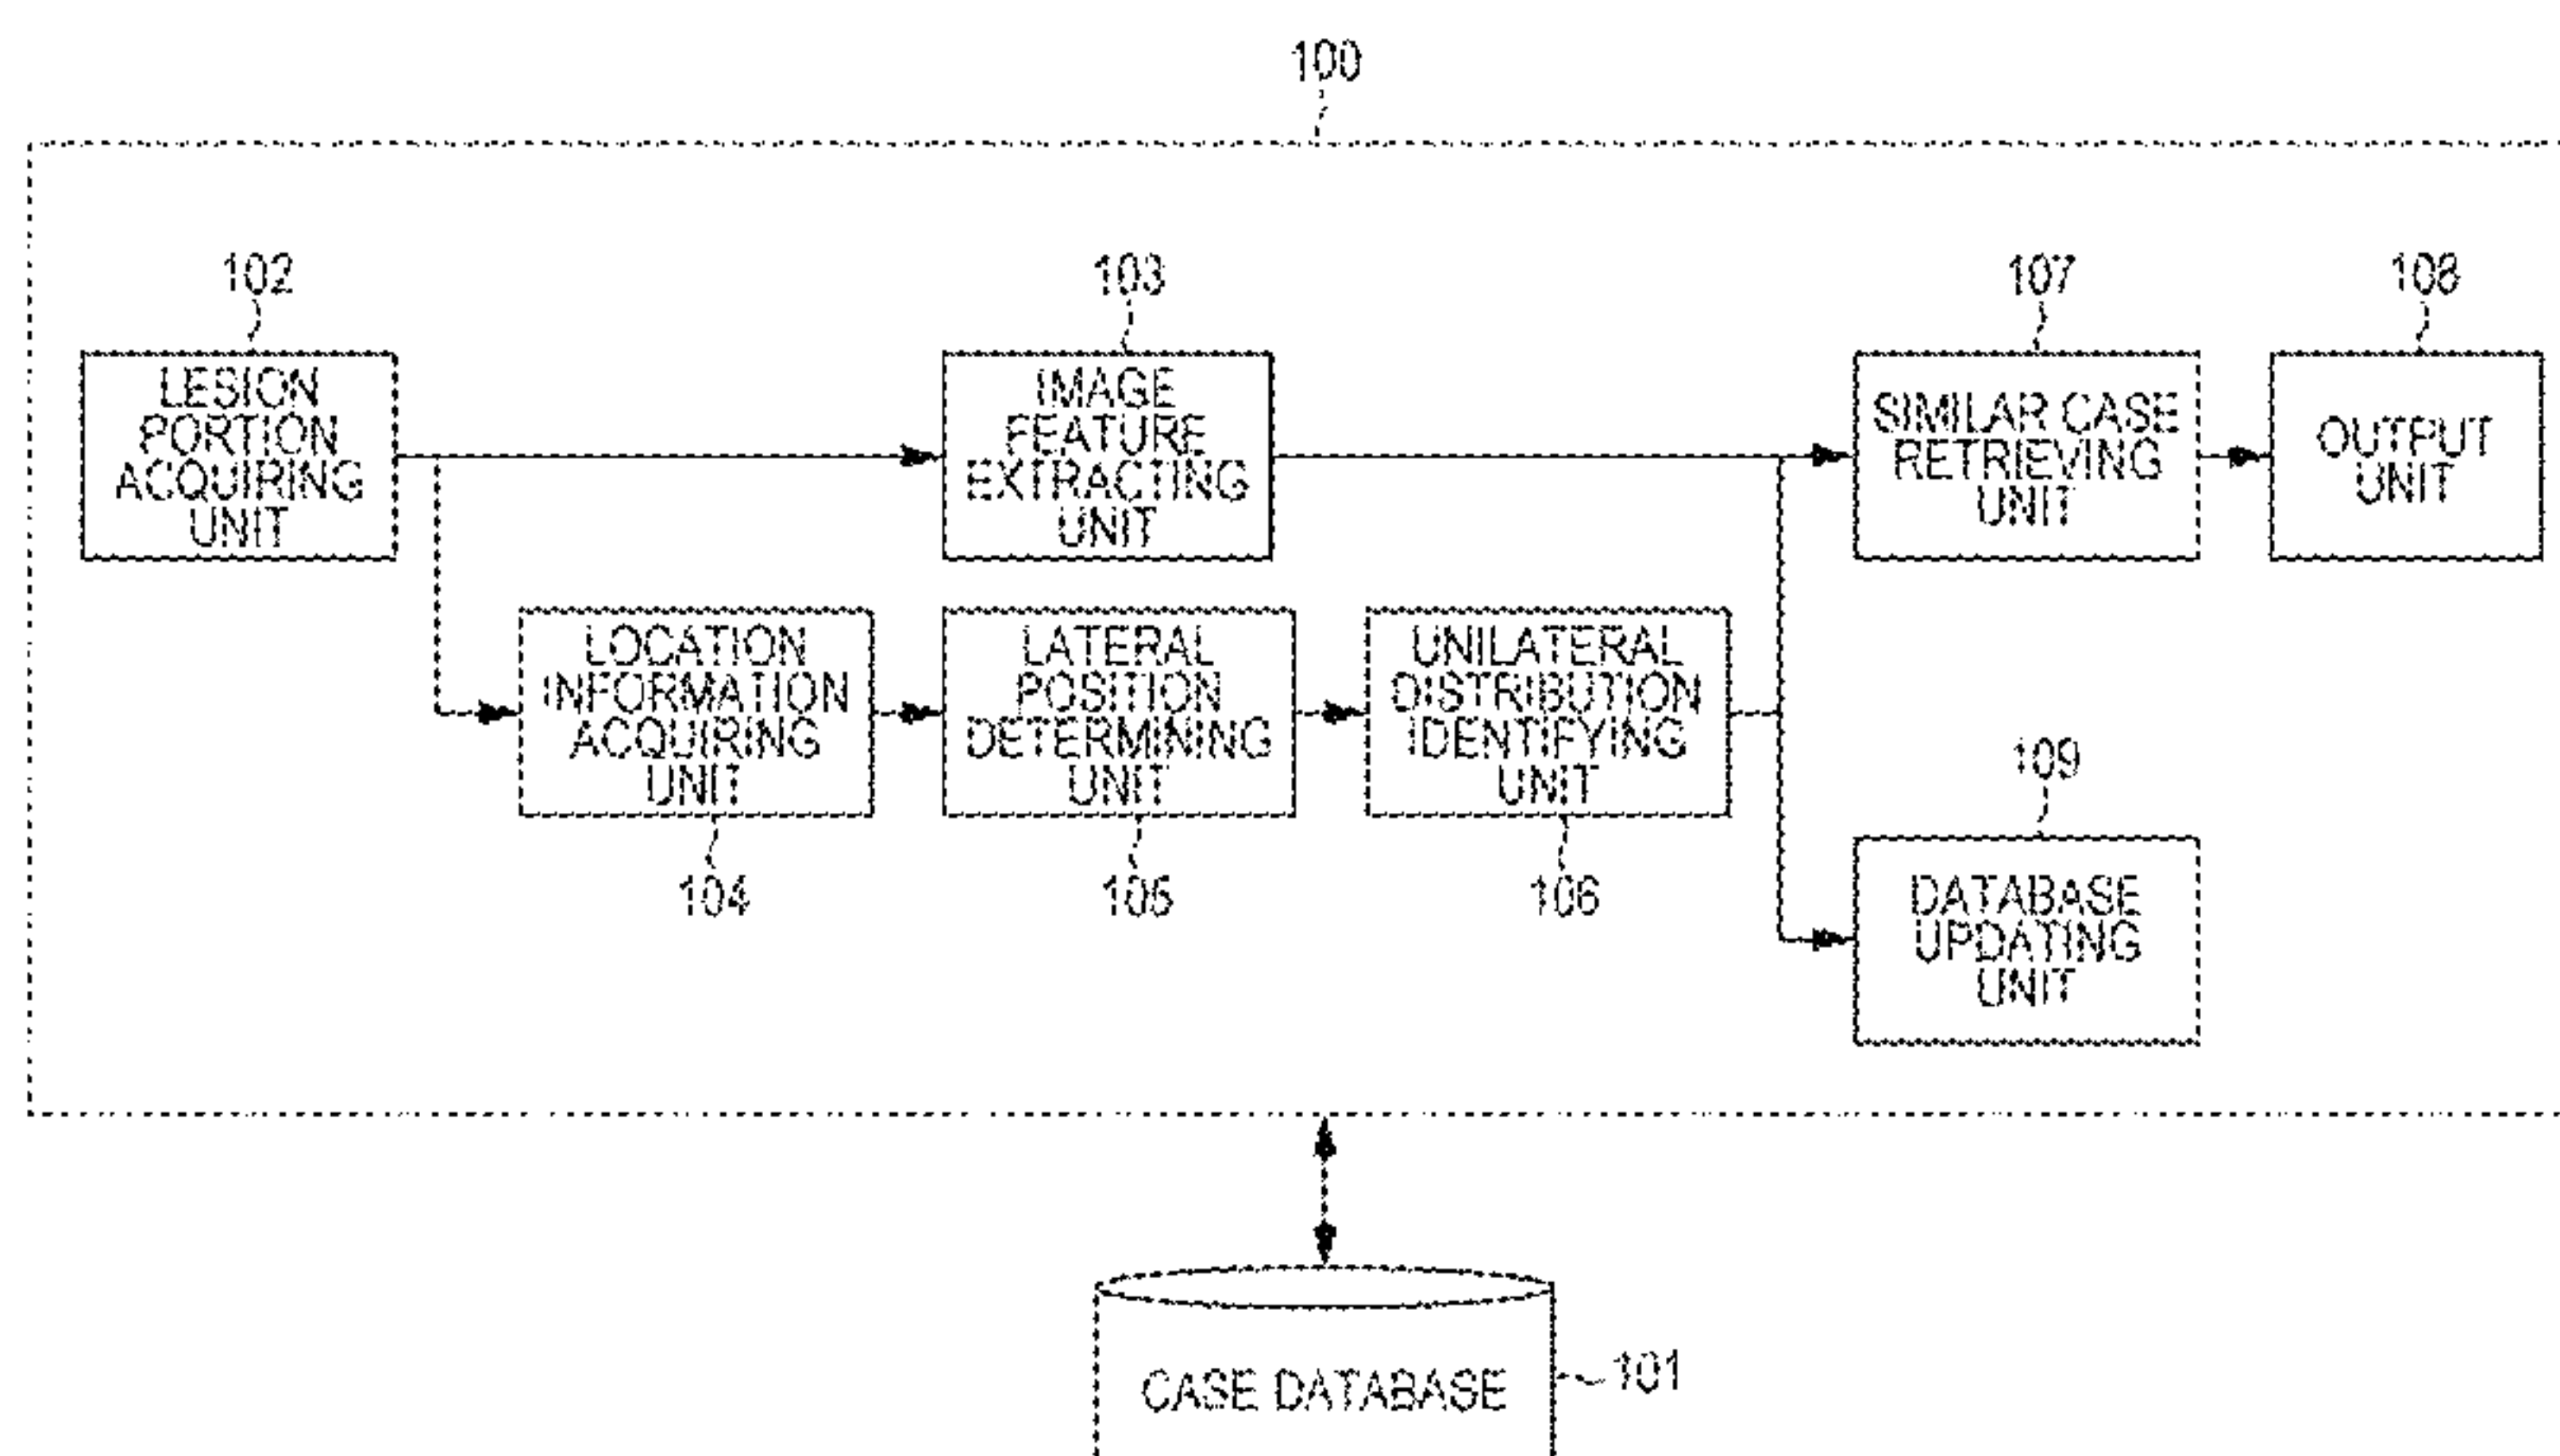 100
102
103
107
108
LESION
PORTION
ACQUIRING
UNIT
IMAGE
FEATURE
EXTRACTING
UNIT
SIMILAR CASE
RETRIEVING
UNIT
OUTPUT
UNIT
LOCATION
INFORMATION
ACQUIRING
UNIT
LATERAL
POSITION
DETERMINING
UNIT
UNILATERAL
DISTRIBUTION
IDENTIFYING
UNIT
104
105
106
109
DATABASE
UPDATING
UNIT
CASE DATABASE
101